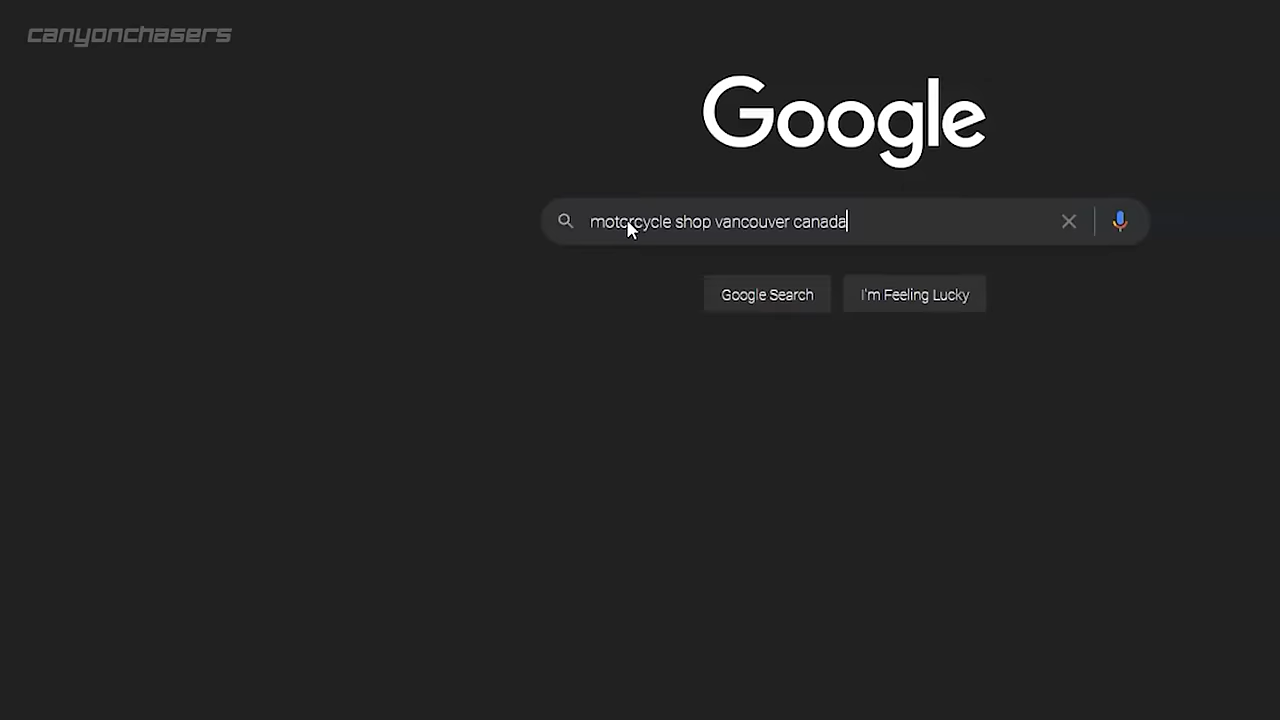 canyonchasers
Google
motorcycle shop vancouver canada
Google Search
I'm Feeling Lucky